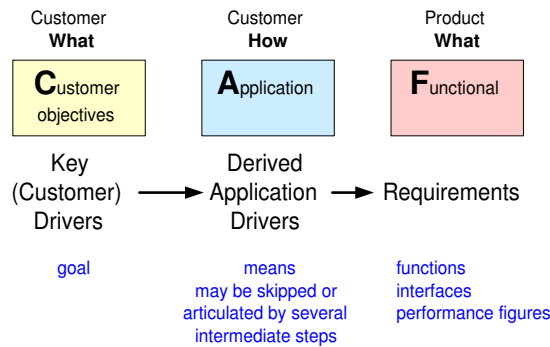 Customer
What
Customer
How
Product
What
Customer
objectives
Application
Functional
Key
(Customer)
Drivers
Derived
Application
Drivers
Requirements
goal
means
may be skipped or
articulated by several
intermediate steps
functions
interfaces
performance figures